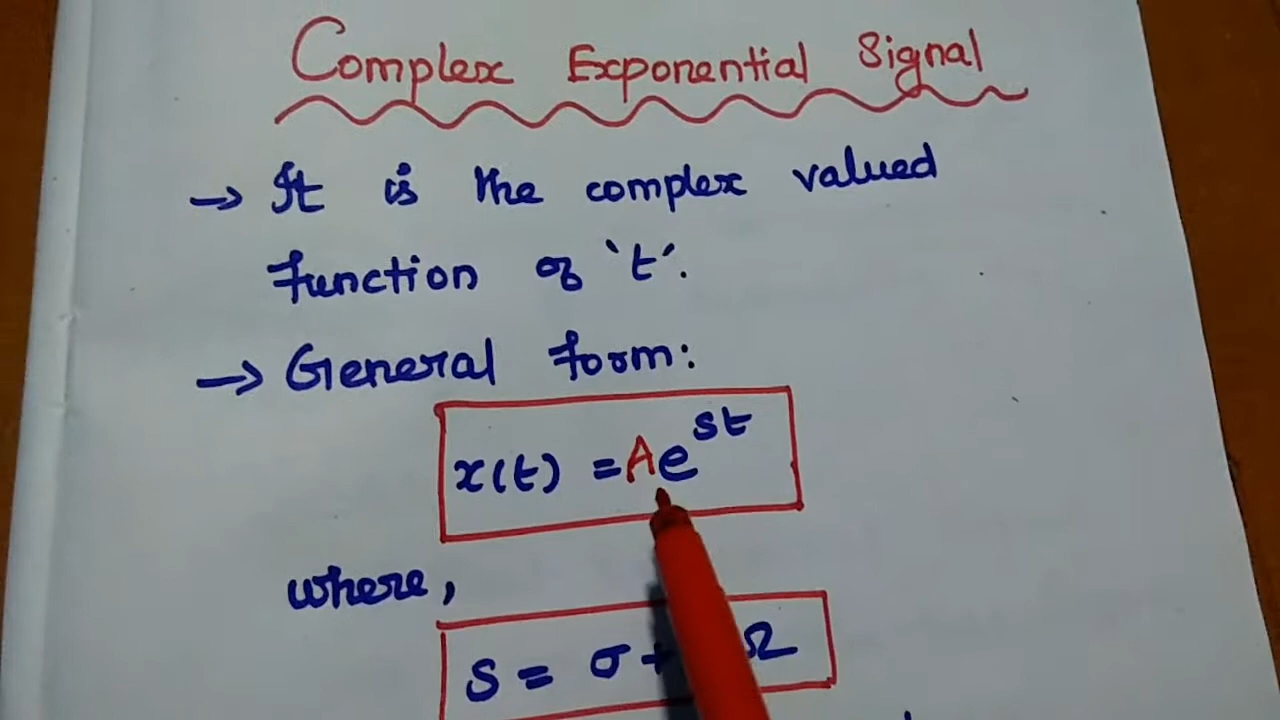 Complex Exponential Signal
→ It is the complex valued
function of 't'.
→ General form:
x(t) = Ae^st
where,
s = σ + Ω